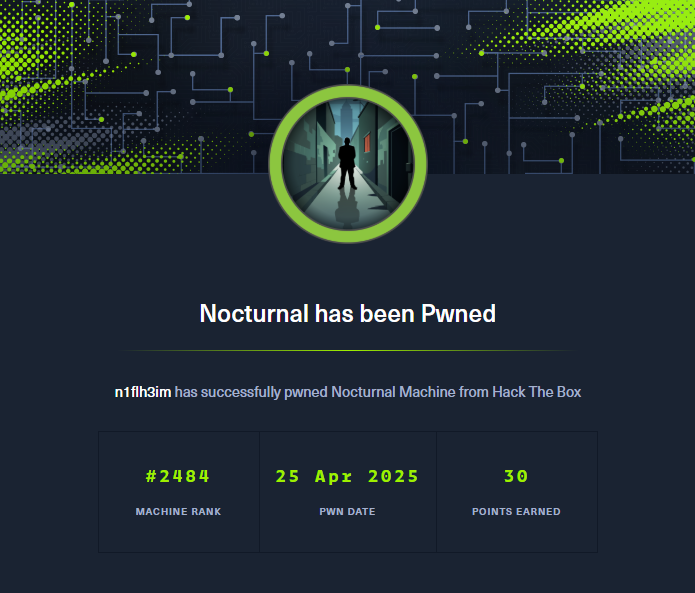 Nocturnal has been Pwned
n1flh3im has successfully pwned Nocturnal Machine from Hack The Box
#2484
25 Apr 2025
30
MACHINE RANK
PWN DATE
POINTS EARNED